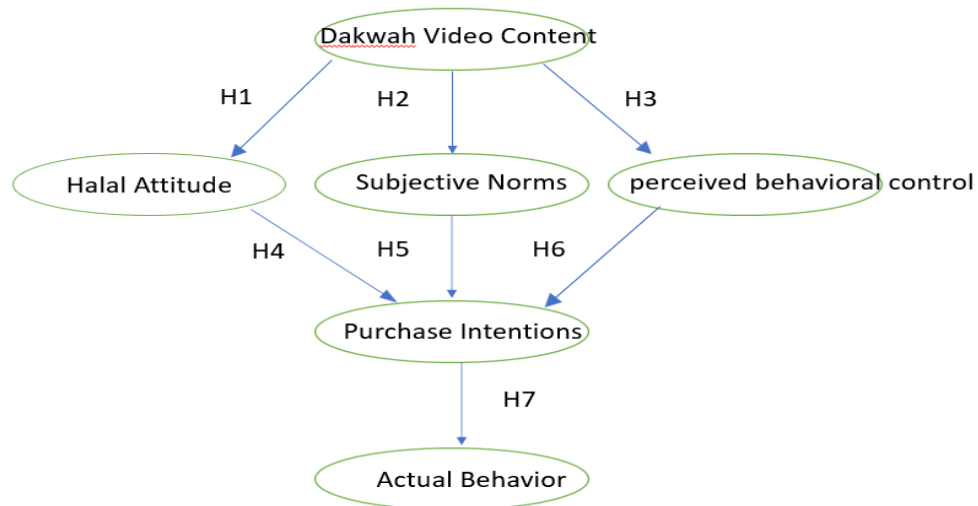 Dakwah Video Content
H1
H2
H3
Halal Attitude
Subjective Norms
perceived behavioral control
H4
H5
H6
Purchase Intentions
H7
Actual Behavior